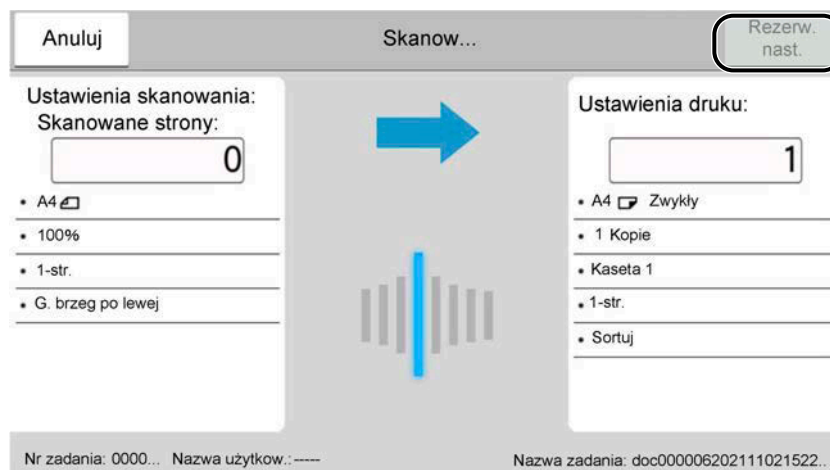 Anuluj
Skanow...
Rezerw.
nast.
Ustawienia skanowania:
Skanowane strony:
0
• A4
• 100%
• 1-str.
• G. brzeg po lewej
Ustawienia druku:
1
• A4 Zwykły
• 1 Kopie
• Kaseta 1
• 1-str.
• Sortuj
Nr zadania: 0000... Nazwa użytkow.:-----
Nazwa zadania: doc000006202111021522..